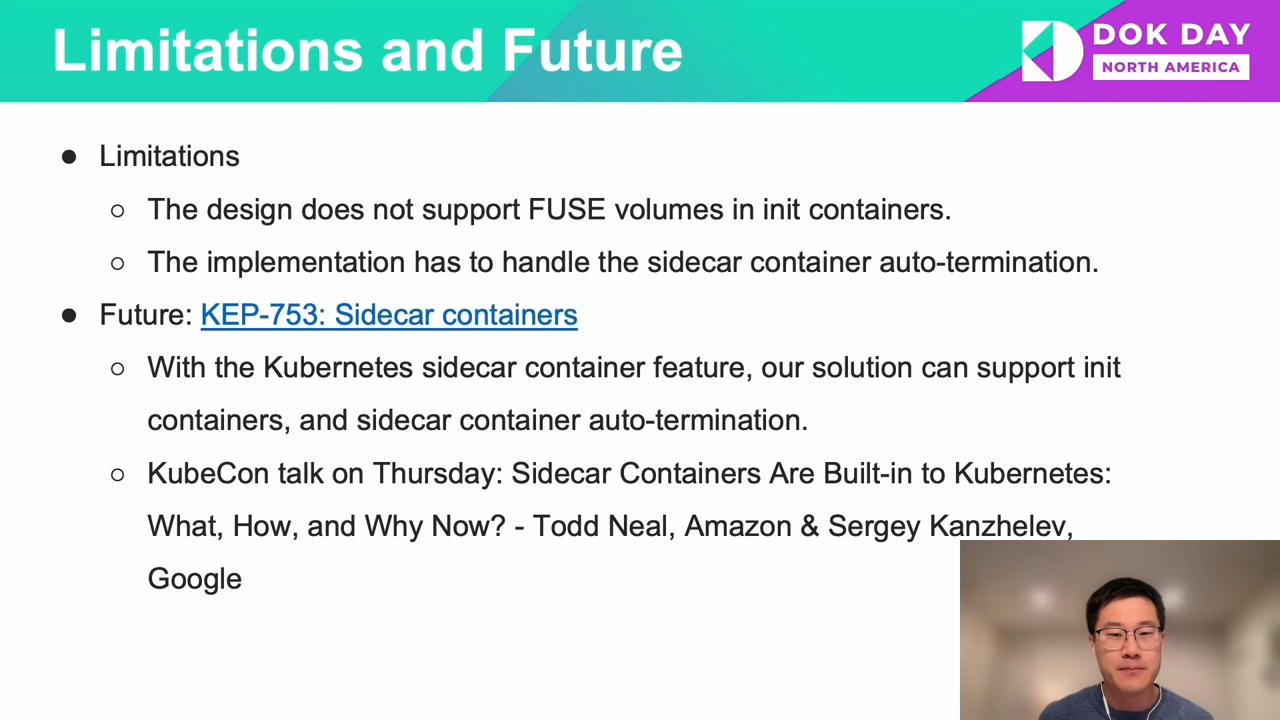 Limitations and Future
DOK DAY
NORTH AMERICA
● Limitations
○ The design does not support FUSE volumes in init containers.
○ The implementation has to handle the sidecar container auto-termination.
● Future: KEP-753: Sidecar containers
○ With the Kubernetes sidecar container feature, our solution can support init
containers, and sidecar container auto-termination.
○ KubeCon talk on Thursday: Sidecar Containers Are Built-in to Kubernetes:
What, How, and Why Now? - Todd Neal, Amazon & Sergey Kanzhelev,
Google